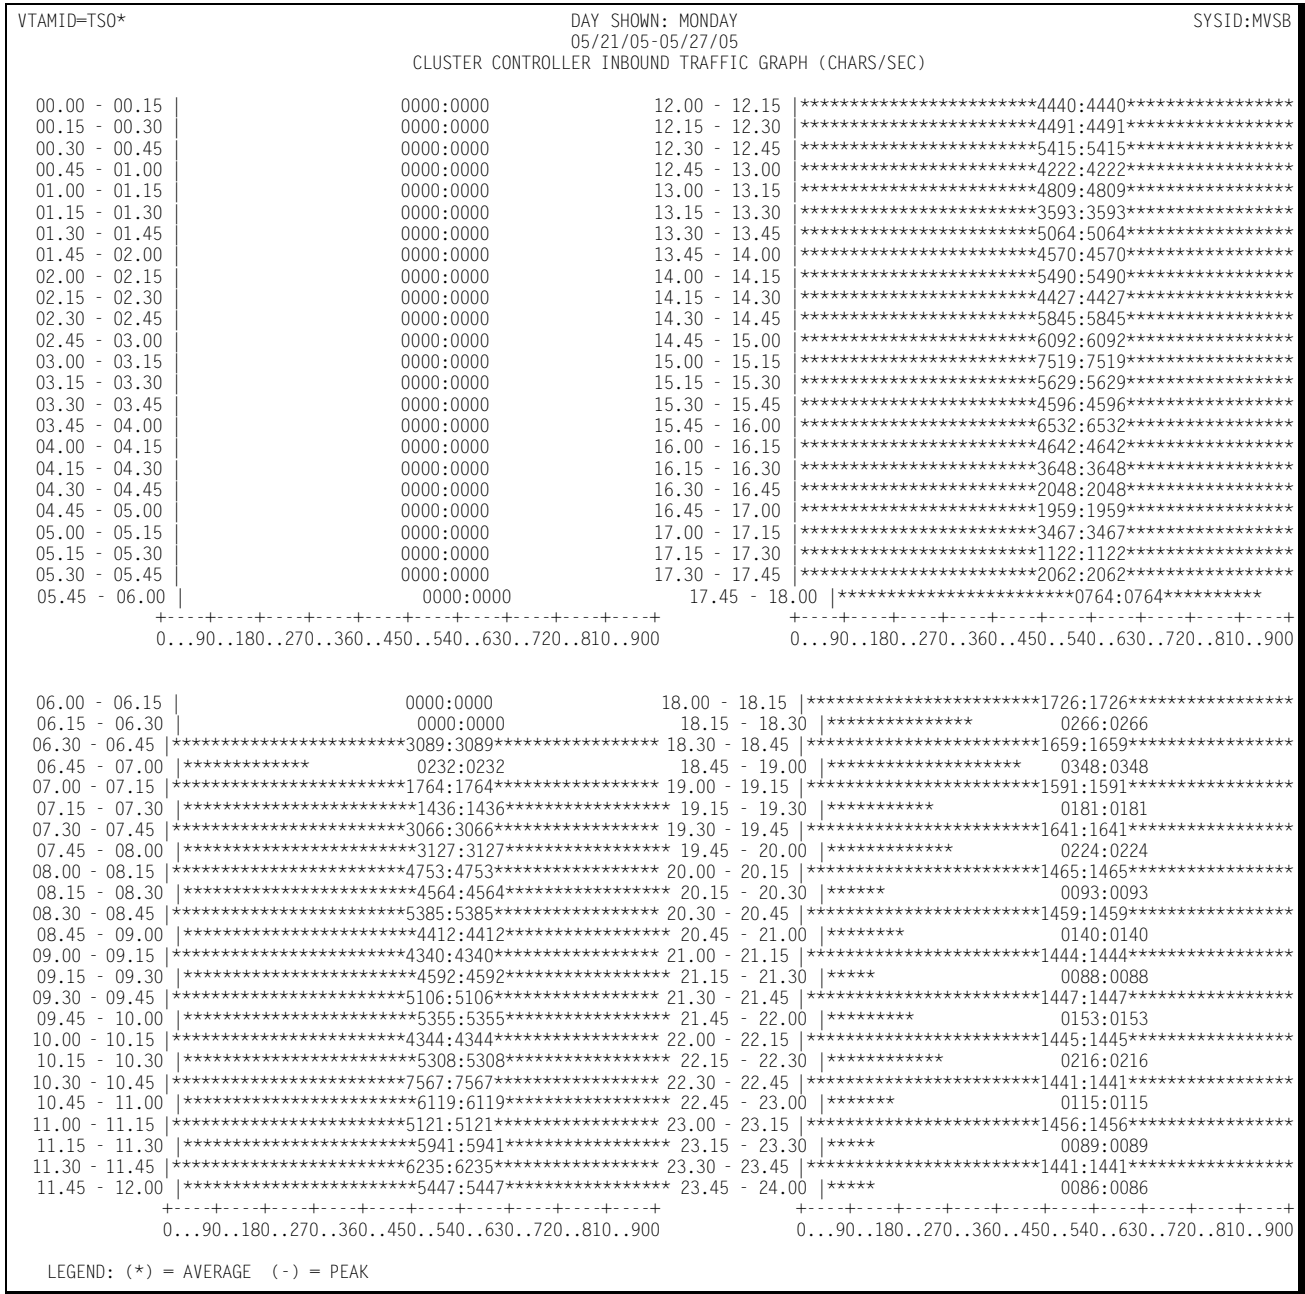 VTAMID=TSO* DAY SHOWN: MONDAY SYSID:MVSB
05/21/05-05/27/05
CLUSTER CONTROLLER INBOUND TRAFFIC GRAPH (CHARS/SEC)
00.00 - 00.15 | 0000:0000 12.00 - 12.15 |************************4440:4440*****************
00.15 - 00.30 | 0000:0000 12.15 - 12.30 |************************4491:4491*****************
00.30 - 00.45 | 0000:0000 12.30 - 12.45 |************************5415:5415*****************
00.45 - 01.00 | 0000:0000 12.45 - 13.00 |************************4222:4222*****************
01.00 - 01.15 | 0000:0000 13.00 - 13.15 |************************4809:4809*****************
01.15 - 01.30 | 0000:0000 13.15 - 13.30 |************************3593:3593*****************
01.30 - 01.45 | 0000:0000 13.30 - 13.45 |************************5064:5064*****************
01.45 - 02.00 | 0000:0000 13.45 - 14.00 |************************4570:4570*****************
02.00 - 02.15 | 0000:0000 14.00 - 14.15 |************************5490:5490*****************
02.15 - 02.30 | 0000:0000 14.15 - 14.30 |************************4427:4427*****************
02.30 - 02.45 | 0000:0000 14.30 - 14.45 |************************5845:5845*****************
02.45 - 03.00 | 0000:0000 14.45 - 15.00 |************************6092:6092*****************
03.00 - 03.15 | 0000:0000 15.00 - 15.15 |************************7519:7519*****************
03.15 - 03.30 | 0000:0000 15.15 - 15.30 |************************5629:5629*****************
03.30 - 03.45 | 0000:0000 15.30 - 15.45 |************************4596:4596*****************
03.45 - 04.00 | 0000:0000 15.45 - 16.00 |************************6532:6532*****************
04.00 - 04.15 | 0000:0000 16.00 - 16.15 |************************4642:4642*****************
04.15 - 04.30 | 0000:0000 16.15 - 16.30 |************************3648:3648*****************
04.30 - 04.45 | 0000:0000 16.30 - 16.45 |************************2048:2048*****************
04.45 - 05.00 | 0000:0000 16.45 - 17.00 |************************1959:1959*****************
05.00 - 05.15 | 0000:0000 17.00 - 17.15 |************************3467:3467*****************
05.15 - 05.30 | 0000:0000 17.15 - 17.30 |************************1122:1122*****************
05.30 - 05.45 | 0000:0000 17.30 - 17.45 |************************2062:2062*****************
05.45 - 06.00 | 0000:0000 17.45 - 18.00 |************************0764:0764**********
+----+----+----+----+----+----+----+----+----+----+ +----+----+----+----+----+----+----+----+----+----+
0...90..180..270..360..450..540..630..720..810..900 0...90..180..270..360..450..540..630..720..810..900
06.00 - 06.15 | 0000:0000 18.00 - 18.15 |************************1726:1726*****************
06.15 - 06.30 | 0000:0000 18.15 - 18.30 |*************** 0266:0266
06.30 - 06.45 |************************3089:3089***************** 18.30 - 18.45 |************************1659:1659*****************
06.45 - 07.00 |************* 0232:0232 18.45 - 19.00 |******************** 0348:0348
07.00 - 07.15 |************************1764:1764***************** 19.00 - 19.15 |************************1591:1591*****************
07.15 - 07.30 |************************1436:1436***************** 19.15 - 19.30 |*********** 0181:0181
07.30 - 07.45 |************************3066:3066***************** 19.30 - 19.45 |************************1641:1641*****************
07.45 - 08.00 |************************3127:3127***************** 19.45 - 20.00 |************* 0224:0224
08.00 - 08.15 |************************4753:4753***************** 20.00 - 20.15 |************************1465:1465*****************
08.15 - 08.30 |************************4564:4564***************** 20.15 - 20.30 |****** 0093:0093
08.30 - 08.45 |************************5385:5385***************** 20.30 - 20.45 |************************1459:1459*****************
08.45 - 09.00 |************************4412:4412***************** 20.45 - 21.00 |******** 0140:0140
09.00 - 09.15 |************************4340:4340***************** 21.00 - 21.15 |************************1444:1444*****************
09.15 - 09.30 |************************4592:4592***************** 21.15 - 21.30 |***** 0088:0088
09.30 - 09.45 |************************5106:5106***************** 21.30 - 21.45 |************************1447:1447*****************
09.45 - 10.00 |************************5355:5355***************** 21.45 - 22.00 |********* 0153:0153
10.00 - 10.15 |************************4344:4344***************** 22.00 - 22.15 |************************1445:1445*****************
10.15 - 10.30 |************************5308:5308***************** 22.15 - 22.30 |************ 0216:0216
10.30 - 10.45 |************************7567:7567***************** 22.30 - 22.45 |************************1441:1441*****************
10.45 - 11.00 |************************6119:6119***************** 22.45 - 23.00 |******* 0115:0115
11.00 - 11.15 |************************5121:5121***************** 23.00 - 23.15 |************************1456:1456*****************
11.15 - 11.30 |************************5941:5941***************** 23.15 - 23.30 |***** 0089:0089
11.30 - 11.45 |************************6235:6235***************** 23.30 - 23.45 |************************1441:1441*****************
11.45 - 12.00 |************************5447:5447***************** 23.45 - 24.00 |***** 0086:0086
+----+----+----+----+----+----+----+----+----+----+ +----+----+----+----+----+----+----+----+----+----+
0...90..180..270..360..450..540..630..720..810..900 0...90..180..270..360..450..540..630..720..810..900
LEGEND: (*) = AVERAGE (-) = PEAK